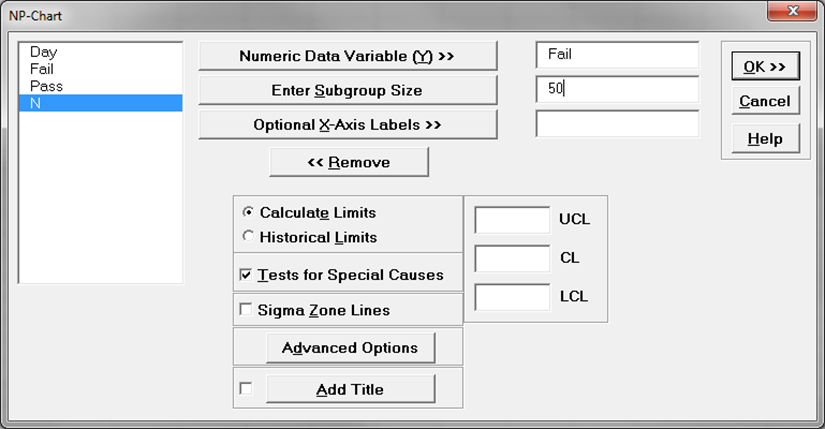 NP-Chart
Day
Fail
Pass
N
Numeric Data Variable (Y) >>
Fail
Enter Subgroup Size
50
Optional X-Axis Labels >>
<< Remove
OK >>
Cancel
Help
Calculate Limits
Historical Limits
Tests for Special Causes
Sigma Zone Lines
Advanced Options
Add Title
UCL
CL
LCL